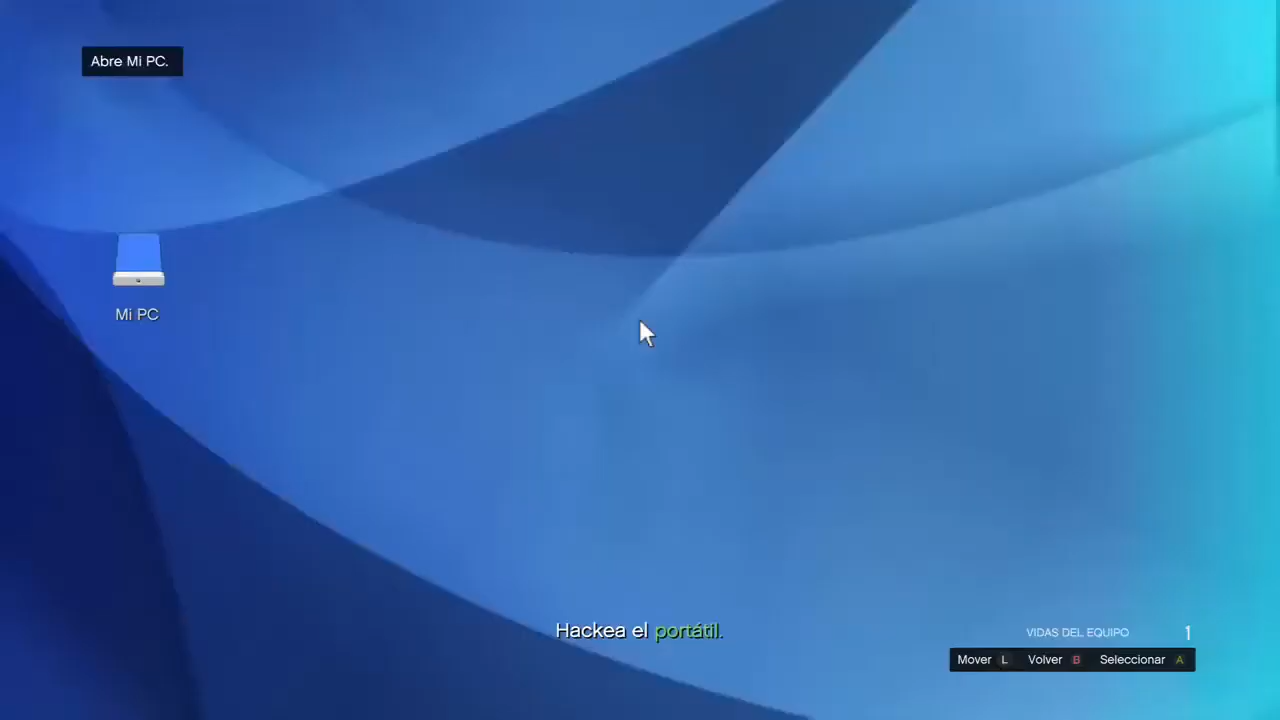 Abre Mi PC.
Mi PC
Hackea el portátil.
VIDAS DEL EQUIPO 1
Mover L Volver B Seleccionar A